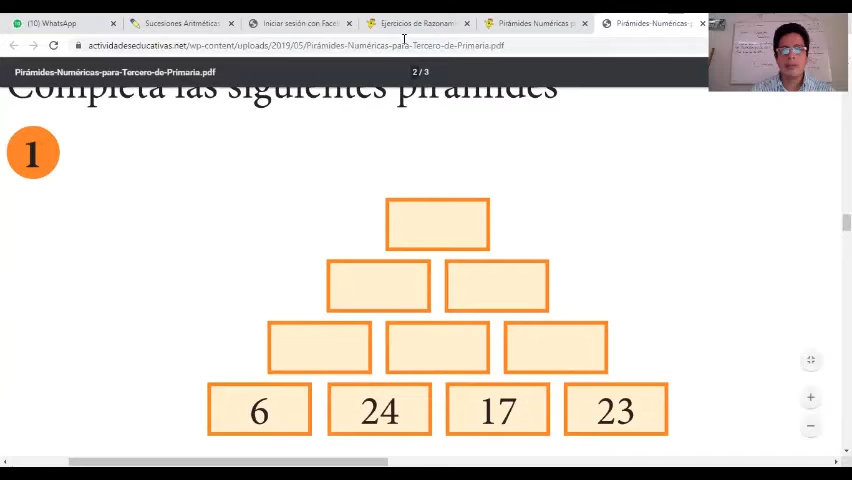 (10) WhatsApp
Sucesiones Aritméticas
Iniciar sesión con Faceb
Ejercicios de Razonami
Pirámides Numéricas p
Pirámides-Numéricas-p
actividadeseducativas.net/wp-content/uploads/2019/05/Pirámides-Numéricas-para-Tercero-de-Primaria.pdf
Pirámides-Numéricas-para-Tercero-de-Primaria.pdf
2 / 3
Completa las siguientes pirámides
1
6 24 17 23